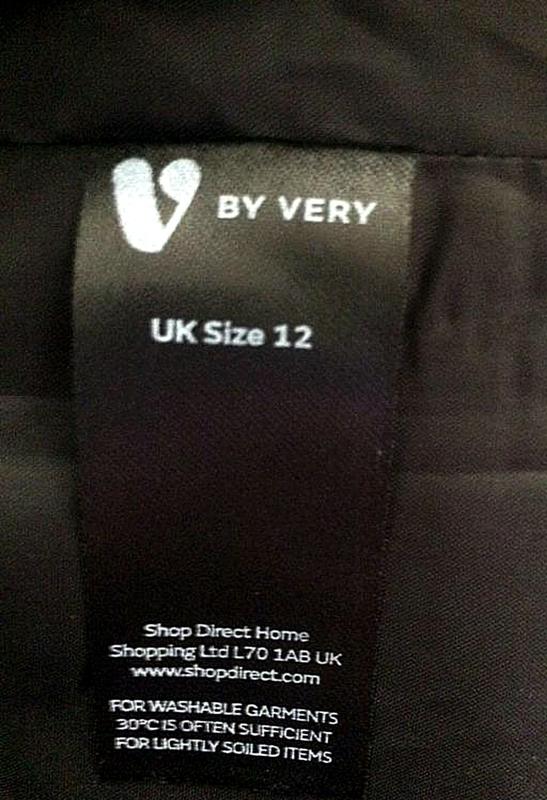 V BY VERY
UK Size 12
Shop Direct Home
Shopping Ltd L70 1AB UK
www.shopdirect.com
FOR WASHABLE GARMENTS
30°C IS OFTEN SUFFICIENT
FOR LIGHTLY SOILED ITEMS